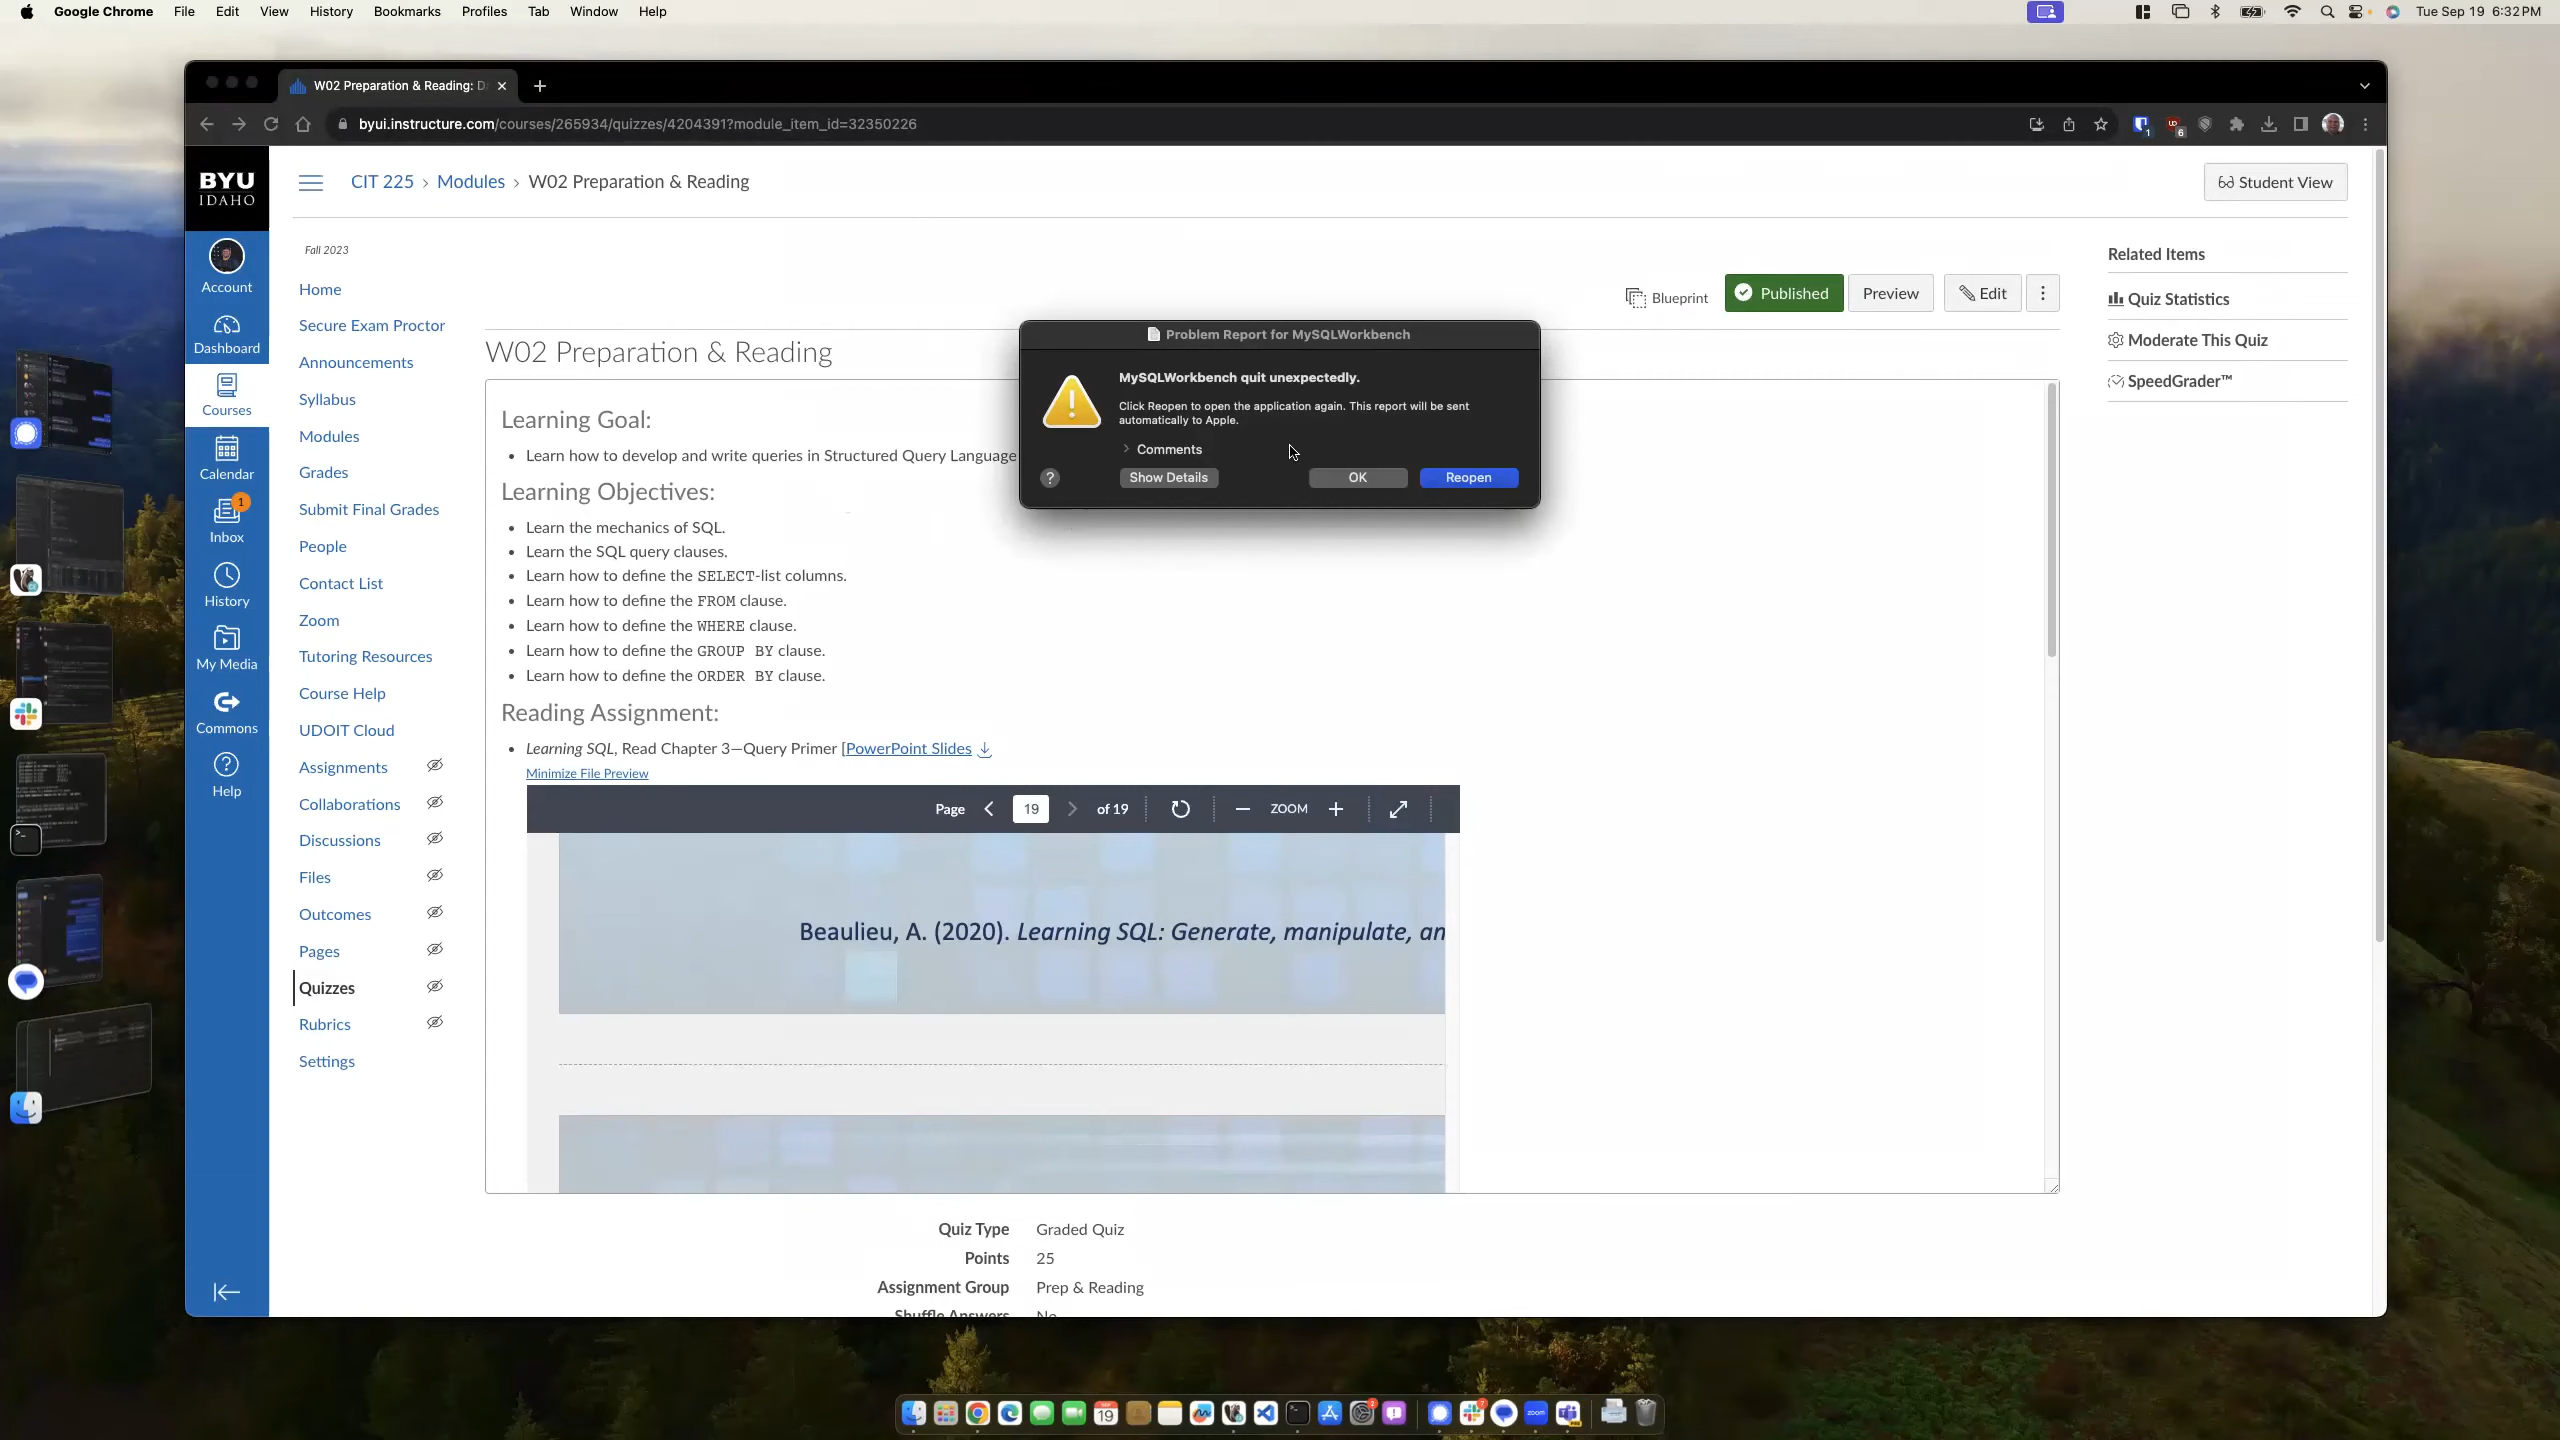 Google Chrome File Edit View History Bookmarks Profiles Tab Window Help
Tue Sep 19 6:32 PM
W02 Preparation & Reading: D
byui.instructure.com/courses/265934/quizzes/4204391?module_item_id=32350226
1
6
BYU
IDAHO
Account
Dashboard
Courses
Calendar
1
Inbox
History
My Media
Commons
Help
CIT 225 › Modules › W02 Preparation & Reading
Student View
Fall 2023
Home
Secure Exam Proctor
Announcements
Syllabus
Modules
Grades
Submit Final Grades
People
Contact List
Zoom
Tutoring Resources
Course Help
UDOIT Cloud
Assignments
Collaborations
Discussions
Files
Outcomes
Pages
Quizzes
Rubrics
Settings
Blueprint
Published
Preview
Edit
W02 Preparation & Reading
Learning Goal:
• Learn how to develop and write queries in Structured Query Language
Learning Objectives:
• Learn the mechanics of SQL.
• Learn the SQL query clauses.
• Learn how to define the SELECT-list columns.
• Learn how to define the FROM clause.
• Learn how to define the WHERE clause.
• Learn how to define the GROUP BY clause.
• Learn how to define the ORDER BY clause.
Reading Assignment:
• Learning SQL, Read Chapter 3—Query Primer [PowerPoint Slides
Minimize File Preview
Page 19 of 19 ZOOM
Beaulieu, A. (2020). Learning SQL: Generate, manipulate, an
Quiz Type Graded Quiz
Points 25
Assignment Group Prep & Reading
Shuffle Answers No
Problem Report for MySQLWorkbench
MySQLWorkbench quit unexpectedly.
Click Reopen to open the application again. This report will be sent
automatically to Apple.
Comments
? Show Details OK Reopen
Related Items
Quiz Statistics
Moderate This Quiz
SpeedGrader™
19
zoom